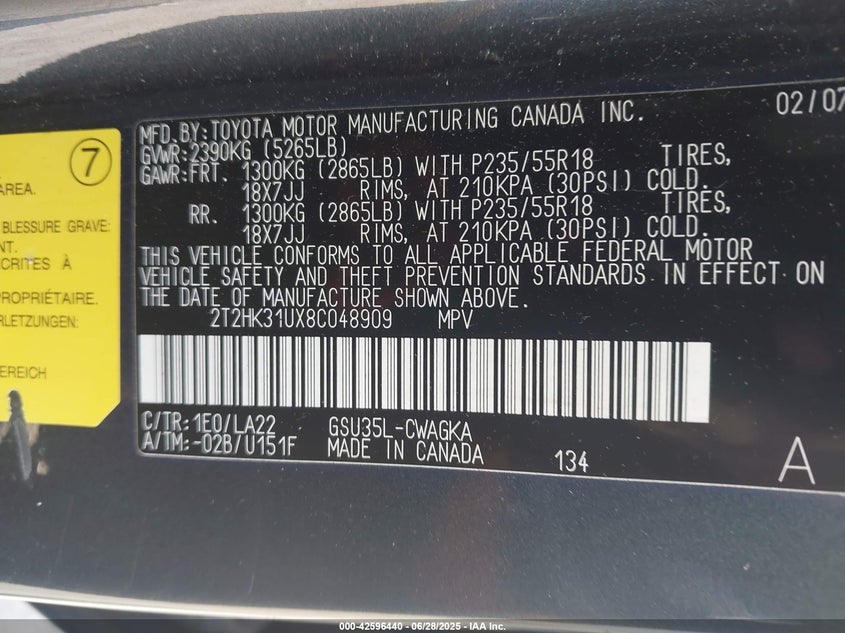 MFD.BY:TOYOTA MOTOR MANUFACTURING CANADA INC. 02/07
GVWR:2390KG (5265LB)
GAWR:FRT. 1300KG (2865LB) WITH P235/55R18 TIRES,
18X7JJ RIMS, AT 210KPA (30PSI) COLD.
RR. 1300KG (2865LB) WITH P235/55R18 TIRES,
18X7JJ RIMS, AT 210KPA (30PSI) COLD.
THIS VEHICLE CONFORMS TO ALL APPLICABLE FEDERAL MOTOR
VEHICLE SAFETY AND THEFT PREVENTION STANDARDS IN EFFECT ON
THE DATE OF MANUFACTURE SHOWN ABOVE.
2T2HK31UX8C048909 MPV
C/TR:1E0/LA22 GSU35L-CWAGKA
A/TM:-02B/U151F MADE IN CANADA 134 A
7
AREA.
BLESSURE GRAVE:
NT.
CRITES À
PROPRIÉTAIRE.
RLETZUNGEN:
EREICH
000-42596440 - 06/28/2025 - IAA Inc.